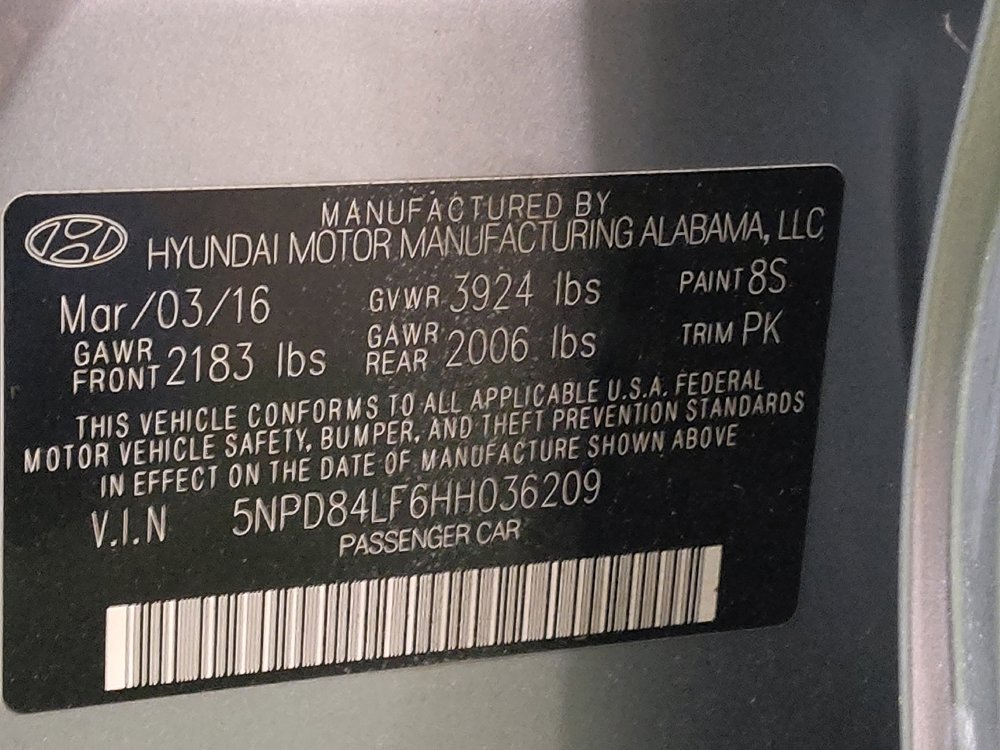 MANUFACTURED BY
HYUNDAI MOTOR MANUFACTURING ALABAMA, LLC
Mar/03/16 GVWR 3924 lbs PAINT 8S
GAWR FRONT 2183 lbs GAWR REAR 2006 lbs TRIM PK
THIS VEHICLE CONFORMS TO ALL APPLICABLE U.S.A. FEDERAL
MOTOR VEHICLE SAFETY, BUMPER, AND THEFT PREVENTION STANDARDS
IN EFFECT ON THE DATE OF MANUFACTURE SHOWN ABOVE
V.I.N 5NPD84LF6HH036209
PASSENGER CAR